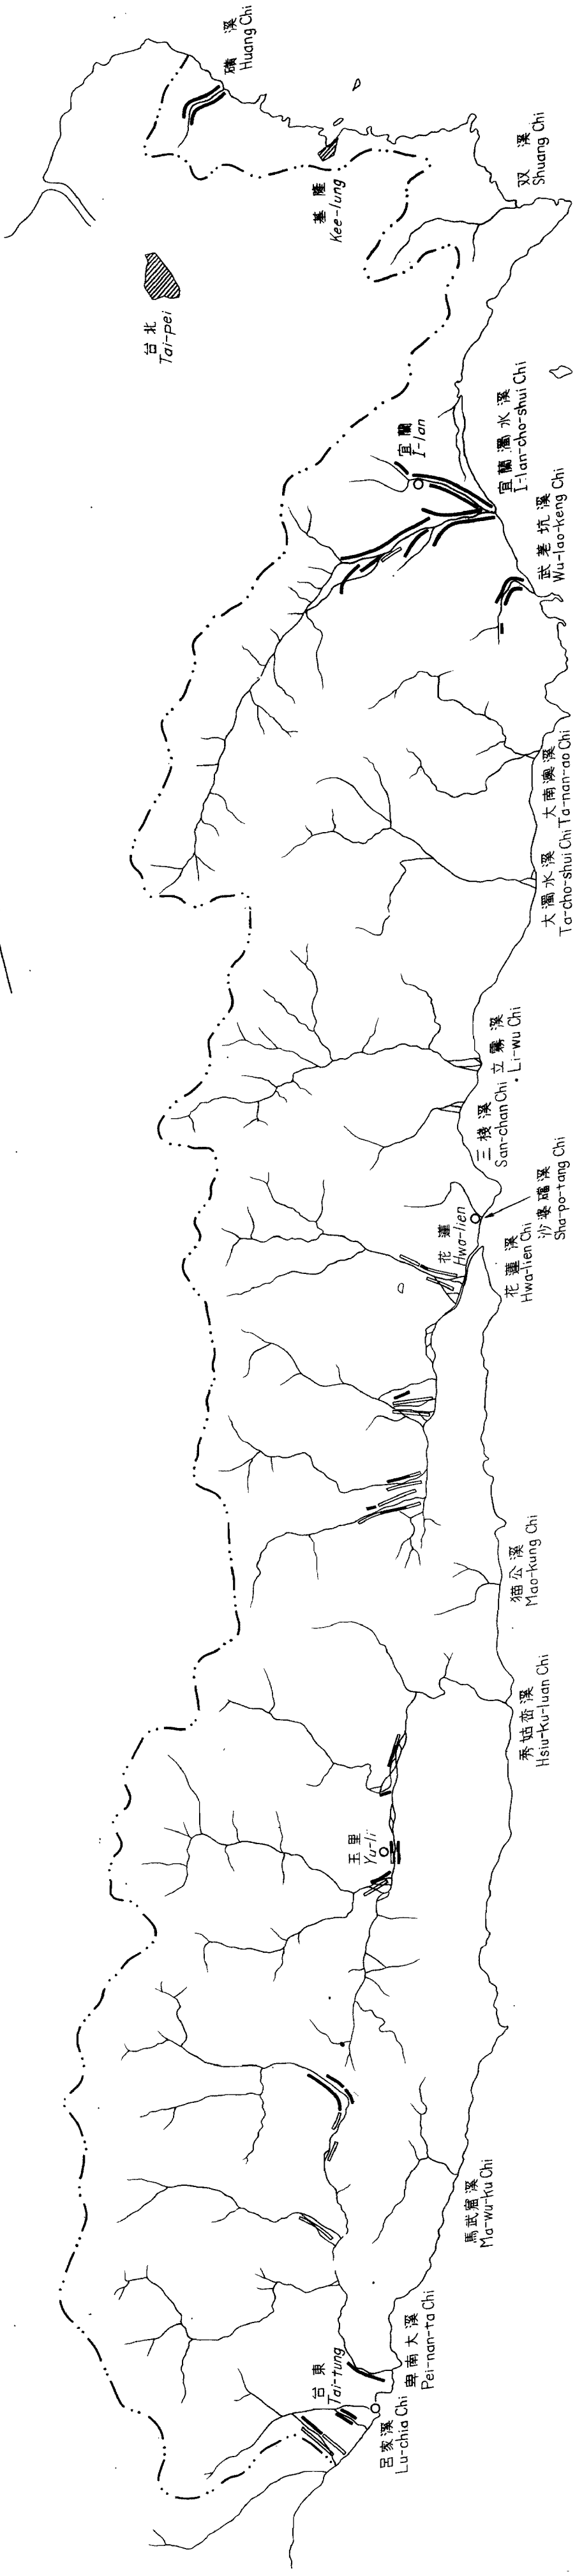 磺溪
Huang Chi
基隆
Kee-lung
双溪
Shuang Chi
台北
Tai-pei
宜蘭
I-lan
宜蘭濁水溪
I-lan-cho-shui Chi
武荖坑溪
Wu-lao-keng Chi
大南澳溪
Ta-nan-ao Chi
大濁水溪
Ta-cho-shui Chi
立霧溪
Li-wu Chi
三棧溪
San-chan Chi
沙婆礑溪
Sha-po-tang Chi
花蓮
Hwa-lien
花蓮溪
Hwa-lien Chi
猫公溪
Mao-kung Chi
秀姑峦溪
Hsiu-ku-luan Chi
玉里
Yu-li
馬武窟溪
Ma-wu-ku Chi
卑南大溪
Pei-nan-ta Chi
台東
Tai-tung
呂家溪
Lu-chia Chi